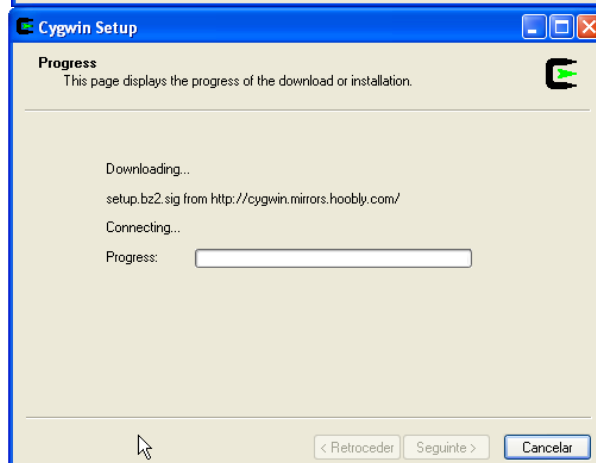 Cygwin Setup
Progress
This page displays the progress of the download or installation.
Downloading...
setup.bz2.sig from http://cygwin.mirrors.hoobly.com/
Connecting...
Progress:
< Retroceder Seguinte > Cancelar